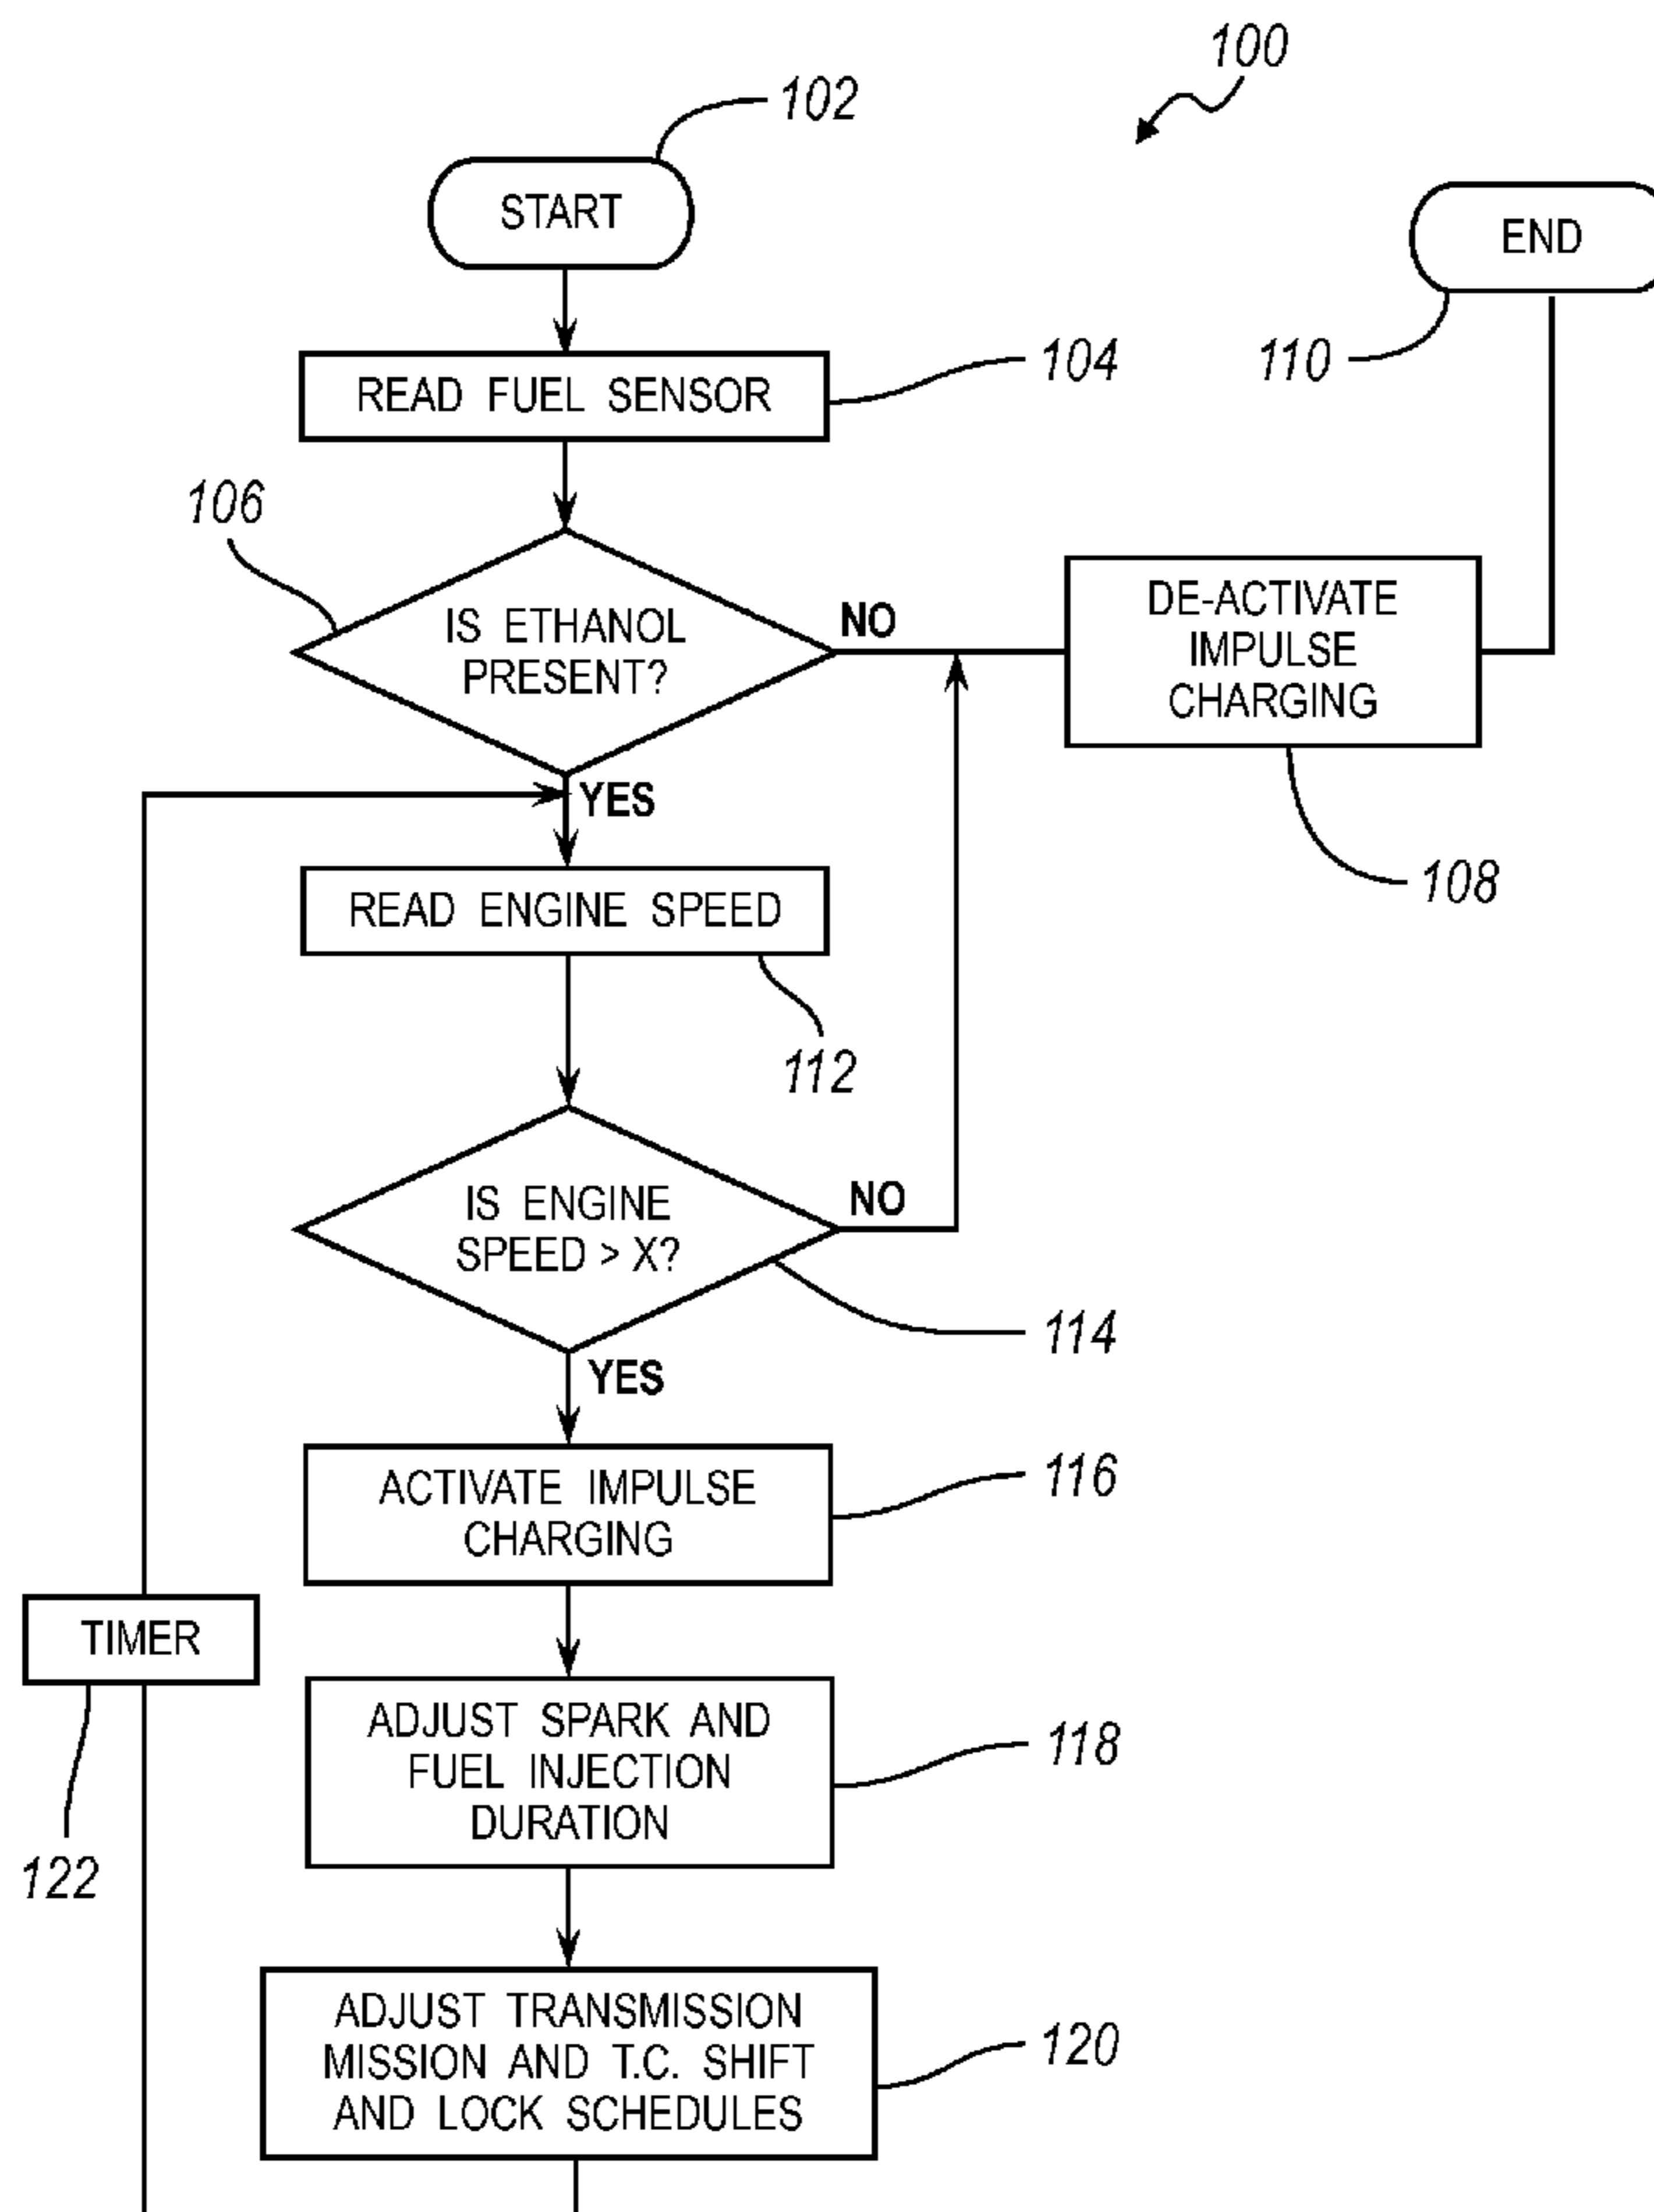 100
102
START
END
110
READ FUEL SENSOR
104
106
IS ETHANOL
PRESENT?
NO
DE-ACTIVATE
IMPULSE
CHARGING
108
YES
READ ENGINE SPEED
112
IS ENGINE
SPEED > X?
NO
114
YES
ACTIVATE IMPULSE
CHARGING
116
TIMER
122
ADJUST SPARK AND
FUEL INJECTION
DURATION
118
ADJUST TRANSMISSION
MISSION AND T.C. SHIFT
AND LOCK SCHEDULES
120